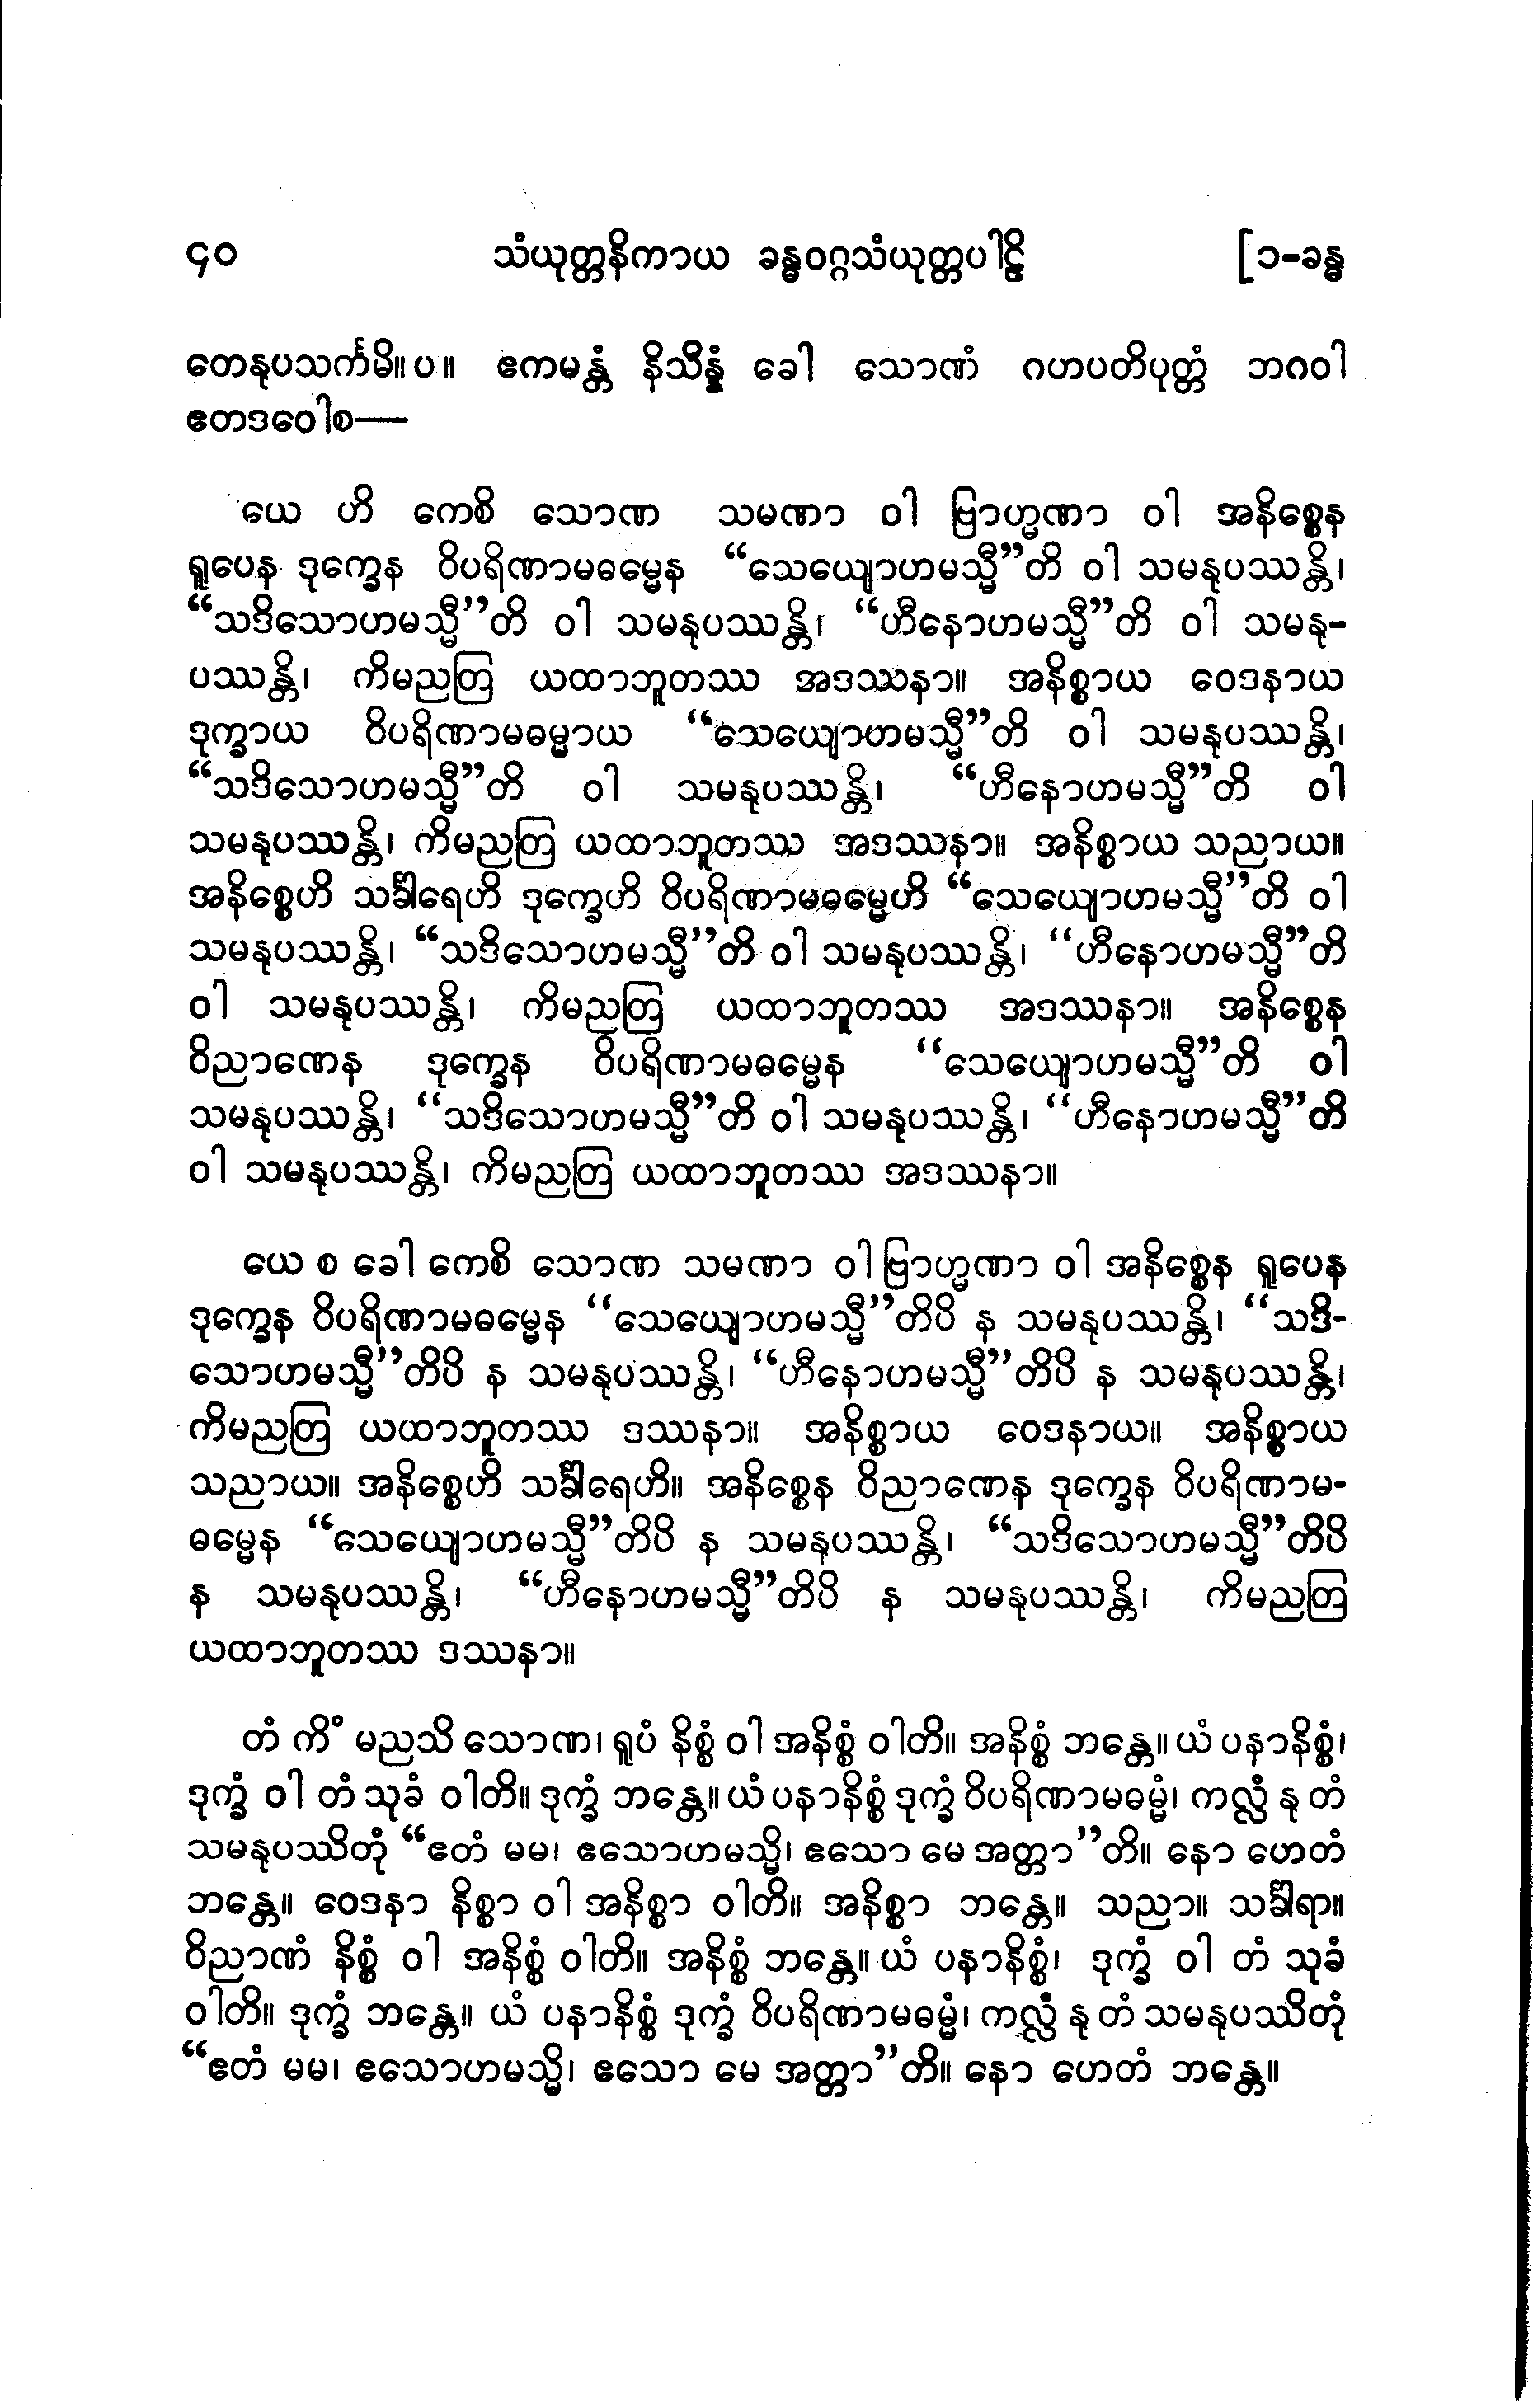 ၄၀ သံယုတ္တနိကာယ ခန္ဓဝဂ္ဂသံယုတ္တပါဠိ [၁-ခန္ဓ
တေနုပသင်္ကမိ။ပ။ ဧကမန္တံ နိသိန္နံ ခေါ သောဏံ ဂဟပတိပုတ္တံ ဘဂဝါ
ဧတဒဝေါစ—
ယေ ဟိ ကေစိ သောဏ သမဏာ ဝါ ဗြာဟ္မဏာ ဝါ အနိစ္စေန
ရူပေန ဒုက္ခေန ဝိပရိဏာမဓမ္မေန “သေယျောဟမသ္မီ”တိ ဝါ သမနုပဿန္တိ၊
“သဒိသောဟမသ္မီ”တိ ဝါ သမနုပဿန္တိ၊ “ဟီနောဟမသ္မီ”တိ ဝါ သမနု-
ပဿန္တိ၊ ကိမညတြ ယထာဘူတဿ အဒဿနာ။ အနိစ္စာယ ဝေဒနာယ
ဒုက္ခာယ ဝိပရိဏာမဓမ္မာယ “သေယျောဟမသ္မီ”တိ ဝါ သမနုပဿန္တိ၊
“သဒိသောဟမသ္မီ”တိ ဝါ သမနုပဿန္တိ၊ “ဟီနောဟမသ္မီ”တိ ဝါ
သမနုပဿန္တိ၊ ကိမညတြ ယထာဘူတဿ အဒဿနာ။ အနိစ္စာယ သညာယ။
အနိစ္စေဟိ သင်္ခါရေဟိ ဒုက္ခေဟိ ဝိပရိဏာမဓမ္မေဟိ “သေယျောဟမသ္မီ”တိ ဝါ
သမနုပဿန္တိ၊ “သဒိသောဟမသ္မီ”တိ ဝါ သမနုပဿန္တိ၊ “ဟီနောဟမသ္မီ”တိ
ဝါ သမနုပဿန္တိ၊ ကိမညတြ ယထာဘူတဿ အဒဿနာ။ အနိစ္စေန
ဝိညာဏေန ဒုက္ခေန ဝိပရိဏာမဓမ္မေန “သေယျောဟမသ္မီ”တိ ဝါ
သမနုပဿန္တိ၊ “သဒိသောဟမသ္မီ”တိ ဝါ သမနုပဿန္တိ၊ “ဟီနောဟမသ္မီ”တိ
ဝါ သမနုပဿန္တိ၊ ကိမညတြ ယထာဘူတဿ အဒဿနာ။
ယေ စ ခေါ ကေစိ သောဏ သမဏာ ဝါ ဗြာဟ္မဏာ ဝါ အနိစ္စေန ရူပေန
ဒုက္ခေန ဝိပရိဏာမဓမ္မေန “သေယျောဟမသ္မီ”တိပိ န သမနုပဿန္တိ၊ “သဒိ-
သောဟမသ္မီ”တိပိ န သမနုပဿန္တိ၊ “ဟီနောဟမသ္မီ”တိပိ န သမနုပဿန္တိ၊
ကိမညတြ ယထာဘူတဿ ဒဿနာ။ အနိစ္စာယ ဝေဒနာယ။ အနိစ္စာယ
သညာယ။ အနိစ္စေဟိ သင်္ခါရေဟိ။ အနိစ္စေန ဝိညာဏေန ဒုက္ခေန ဝိပရိဏာမ-
ဓမ္မေန “သေယျောဟမသ္မီ”တိပိ န သမနုပဿန္တိ၊ “သဒိသောဟမသ္မီ”တိပိ
န သမနုပဿန္တိ၊ “ဟီနောဟမသ္မီ”တိပိ န သမနုပဿန္တိ၊ ကိမညတြ
ယထာဘူတဿ ဒဿနာ။
တံ ကိံ မညသိ သောဏ၊ ရူပံ နိစ္စံ ဝါ အနိစ္စံ ဝါတိ။ အနိစ္စံ ဘန္တေ။ ယံ ပနာနိစ္စံ၊
ဒုက္ခံ ဝါ တံ သုခံ ဝါတိ။ ဒုက္ခံ ဘန္တေ။ ယံ ပနာနိစ္စံ ဒုက္ခံ ဝိပရိဏာမဓမ္မံ၊ ကလ္လံ နု တံ
သမနုပဿိတုံ “ဧတံ မမ၊ ဧသောဟမသ္မိ၊ ဧသော မေ အတ္တာ”တိ။ နော ဟေတံ
ဘန္တေ။ ဝေဒနာ နိစ္စာ ဝါ အနိစ္စာ ဝါတိ။ အနိစ္စာ ဘန္တေ။ သညာ။ သင်္ခါရာ။
ဝိညာဏံ နိစ္စံ ဝါ အနိစ္စံ ဝါတိ။ အနိစ္စံ ဘန္တေ။ ယံ ပနာနိစ္စံ၊ ဒုက္ခံ ဝါ တံ သုခံ
ဝါတိ။ ဒုက္ခံ ဘန္တေ။ ယံ ပနာနိစ္စံ ဒုက္ခံ ဝိပရိဏာမဓမ္မံ၊ ကလ္လံ နု တံ သမနုပဿိတုံ
“ဧတံ မမ၊ ဧသောဟမသ္မိ၊ ဧသော မေ အတ္တာ”တိ။ နော ဟေတံ ဘန္တေ။